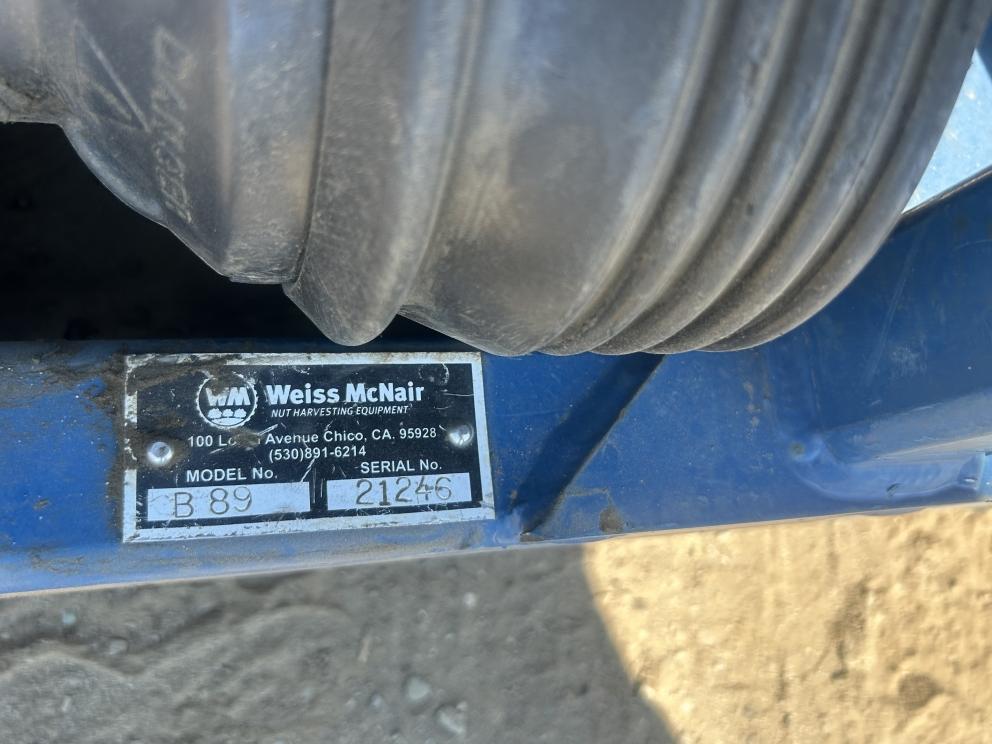 WM Weiss McNair
NUT HARVESTING EQUIPMENT
100 Avenue Chico, CA. 95928
(530)891-6214
MODEL No. SERIAL No.
B 89 21246